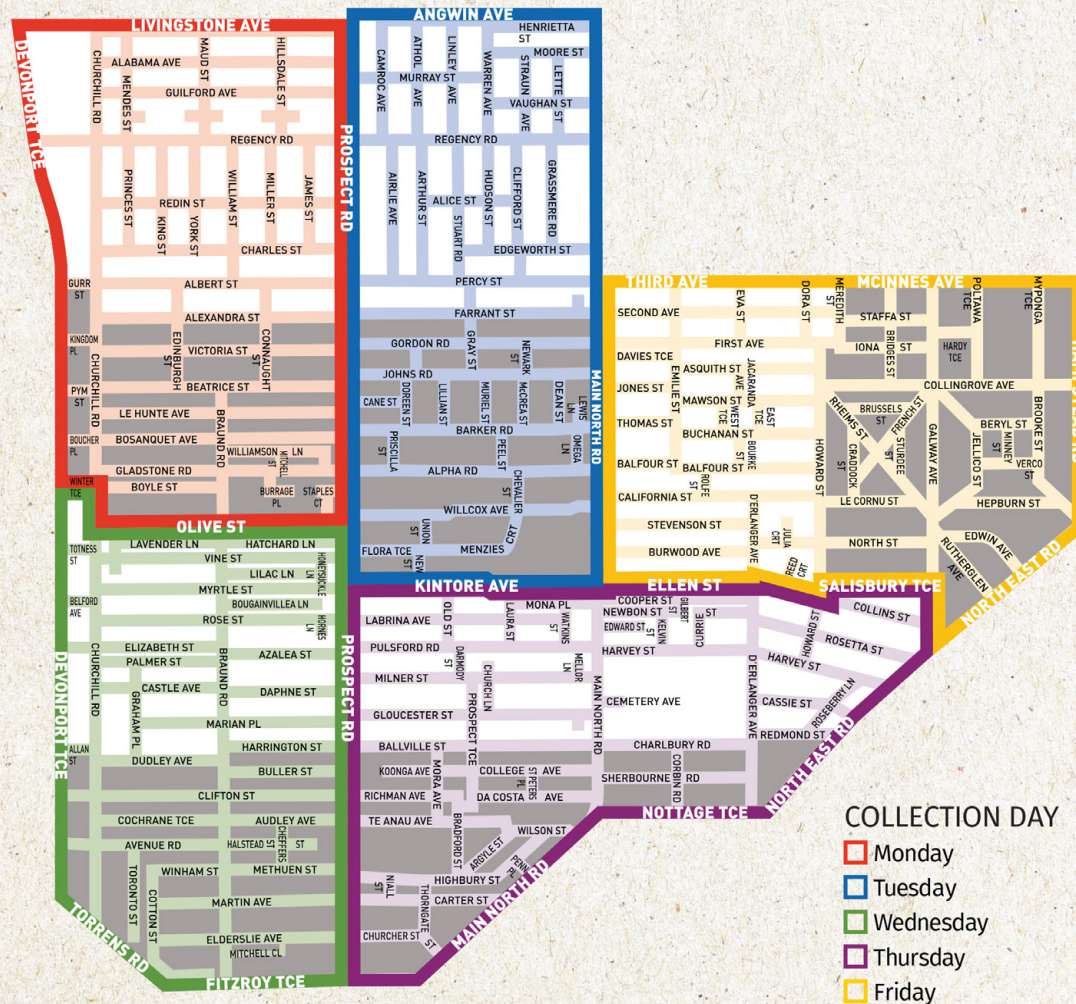 LIVINGSTONE AVE
DEVONPORT TCE
CHURCHILL RD
ALABAMA AVE
MENDES ST
MAUD ST
HILLSDALE ST
GUILFORD AVE
REGENCY RD
PROSPECT RD
PRINCES ST
REDIN ST
KING ST
YORK ST
WILLIAM ST
MILLER ST
JAMES ST
CHARLES ST
GURR ST
ALBERT ST
ALEXANDRA ST
KINGDOM PL
EDINBURGH ST
VICTORIA ST
CONNAUGHT ST
PYM ST
CHURCHILL RD
BEATRICE ST
LE HUNTE AVE
BRAUND RD
BOUCHER PL
BOSANQUET AVE
WILLIAMSON LN
MITCHELL ST
GLADSTONE RD
WINTER TCE
BOYLE ST
BURRAGE PL
STAPLES CT
OLIVE ST
ANGWIN AVE
HENRIETTA ST
CAMROC AVE
ATHOL AVE
LINLEY AVE
WARREN AVE
STRAUN AVE
MOORE ST
LETTE ST
MURRAY ST
VAUGHAN ST
REGENCY RD
AIRLIE AVE
ARTHUR ST
ALICE ST
STUART RD
HUDSON ST
CLIFFORD ST
GRASSMERE RD
EDGEWORTH ST
PERCY ST
FARRANT ST
GORDON RD
GRAY ST
NEWARK ST
JOHNS RD
CANE ST
DOREEN ST
LILLIAN ST
MURIEL ST
McCREA ST
DEAN ST
LEWIS LN
MAIN NORTH RD
BARKER RD
PRISCILLA ST
PEEL ST
OMEGA LN
ALPHA RD
CHEVALIER ST
WILLCOX AVE
UNION ST
FLORA TCE
NEW
MENZIES CRT
KINTORE AVE
THIRD AVE
MCINNES AVE
SECOND AVE
EVA ST
DORA ST
MEREDITH ST
STAFFA ST
POLTAWA TCE
MYPONGA TCE
FIRST AVE
IONA ST
BRIDGES ST
HARDY TCE
DAVIES TCE
ASQUITH ST
COLLINGROVE AVE
JONES ST
EMILIE ST
MAWSON ST
JACARANDA AVE
WEST TCE
EAST TCE
THOMAS ST
BUCHANAN ST
BOURKE ST
RHEIMS ST
BRUSSELS ST
FRENCH ST
STURDEE ST
CRADDOCK ST
GALWAY AVE
BERYL ST
JELLICO ST
MINNEY ST
BROOKE ST
VERCO ST
HOWARD ST
BALFOUR ST
BALFOUR ST
ROLFE ST
CALIFORNIA ST
LE CORNU ST
HEPBURN ST
STEVENSON ST
D'ERLANGER AVE
JULIA CRT
NORTH ST
EDWIN AVE
BURWOOD AVE
REED CRT
RUTHERGLEN AVE
NORTH EAST RD
ELLEN ST
SALISBURY TCE
TOTNESS ST
LAVENDER LN
HATCHARD LN
VINE ST
HONEYSUCKLE LN
LILAC LN
MYRTLE ST
BELFORD AVE
BOUGAINVILLEA LN
ROSE ST
HORNES LN
ELIZABETH ST
AZALEA ST
PALMER ST
DEVONPORT TCE
CHURCHILL RD
BRAUND RD
PROSPECT RD
CASTLE AVE
DAPHNE ST
GRAHAM PL
MARIAN PL
ALLAN ST
HARRINGTON ST
DUDLEY AVE
BULLER ST
CLIFTON ST
COCHRANE TCE
AUDLEY AVE
AVENUE RD
HALSTEAD ST
CHEFFERS ST
TORONTO ST
WINHAM ST
METHUEN ST
COTTON ST
MARTIN AVE
TORRENS RD
ELDERSLIE AVE
MITCHELL CL
FITZROY TCE
OLD ST
LAURA ST
MONA PL
WATKINS ST
COOPER ST
GILBERT ST
NEWBON ST
CURRIE
COLLINS ST
LABRINA AVE
EDWARD ST
KELVIN ST
HOWARD ST
ROSETTA ST
PULSFORD RD
DARMODY ST
MELLOR LN
HARVEY ST
HARVEY ST
MILNER ST
CHURCH LN
MAIN NORTH RD
CEMETERY AVE
D'ERLANGER AVE
CASSIE ST
ROSEBERRY LN
GLOUCESTER ST
PROSPECT TCE
REDMOND ST
BALLVILLE ST
CHARLBURY RD
NORTH EAST RD
KOONGA AVE
MORA AVE
COLLEGE AVE
ST PETERS PL
SHERBOURNE RD
CORBIN RD
RICHMAN AVE
DA COSTA AVE
NOTTAGE TCE
TE ANAU AVE
BRADFORD ST
WILSON ST
ARGYLE ST
PENN PL
HIGHBURY ST
NIALL ST
THORNGATE ST
CARTER ST
MAIN NORTH RD
CHURCHER ST
COLLECTION DAY
Monday
Tuesday
Wednesday
Thursday
Friday